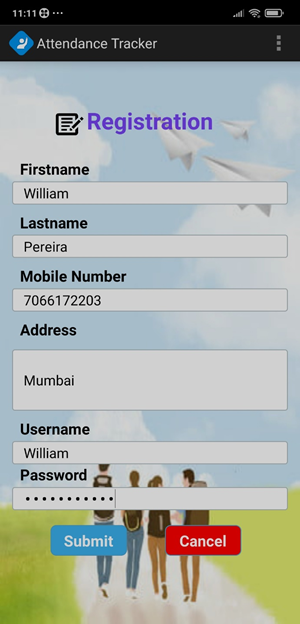 11:11
Attendance Tracker
Registration
Firstname
William
Lastname
Pereira
Mobile Number
7066172203
Address
Mumbai
Username
William
Password
•••••••••••
Submit
Cancel